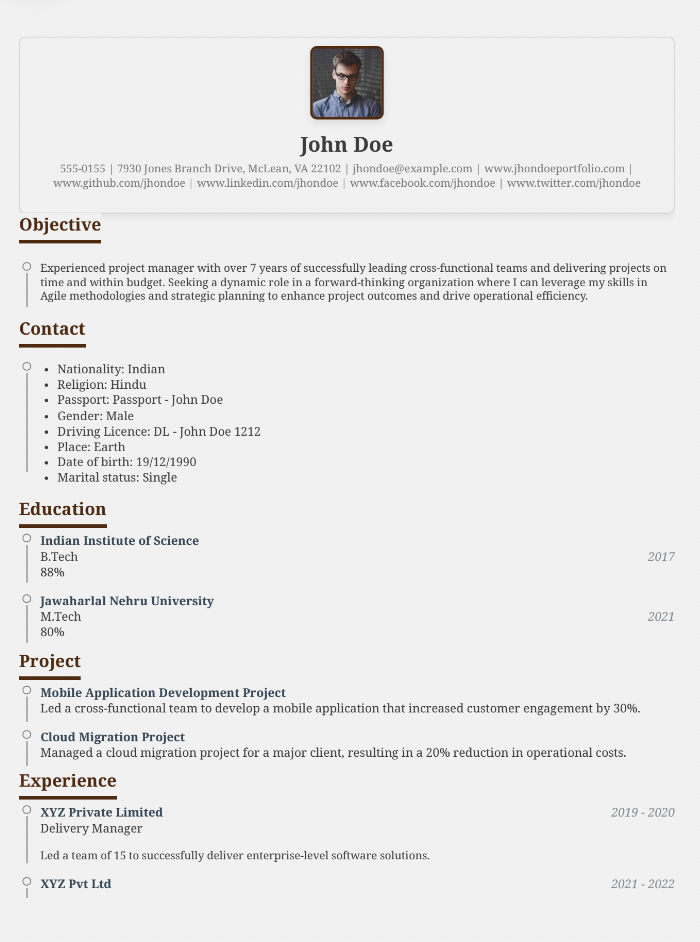 John Doe
555-0155 | 7930 Jones Branch Drive, McLean, VA 22102 | jhondoe@example.com | www.jhondoeportfolio.com |
www.github.com/jhondoe | www.linkedin.com/jhondoe | www.facebook.com/jhondoe | www.twitter.com/jhondoe
Objective
Experienced project manager with over 7 years of successfully leading cross-functional teams and delivering projects on
time and within budget. Seeking a dynamic role in a forward-thinking organization where I can leverage my skills in
Agile methodologies and strategic planning to enhance project outcomes and drive operational efficiency.
Contact
• Nationality: Indian
• Religion: Hindu
• Passport: Passport - John Doe
• Gender: Male
• Driving Licence: DL - John Doe 1212
• Place: Earth
• Date of birth: 19/12/1990
• Marital status: Single
Education
Indian Institute of Science
B.Tech 2017
88%
Jawaharlal Nehru University
M.Tech 2021
80%
Project
Mobile Application Development Project
Led a cross-functional team to develop a mobile application that increased customer engagement by 30%.
Cloud Migration Project
Managed a cloud migration project for a major client, resulting in a 20% reduction in operational costs.
Experience
XYZ Private Limited 2019 - 2020
Delivery Manager
Led a team of 15 to successfully deliver enterprise-level software solutions.
XYZ Pvt Ltd 2021 - 2022